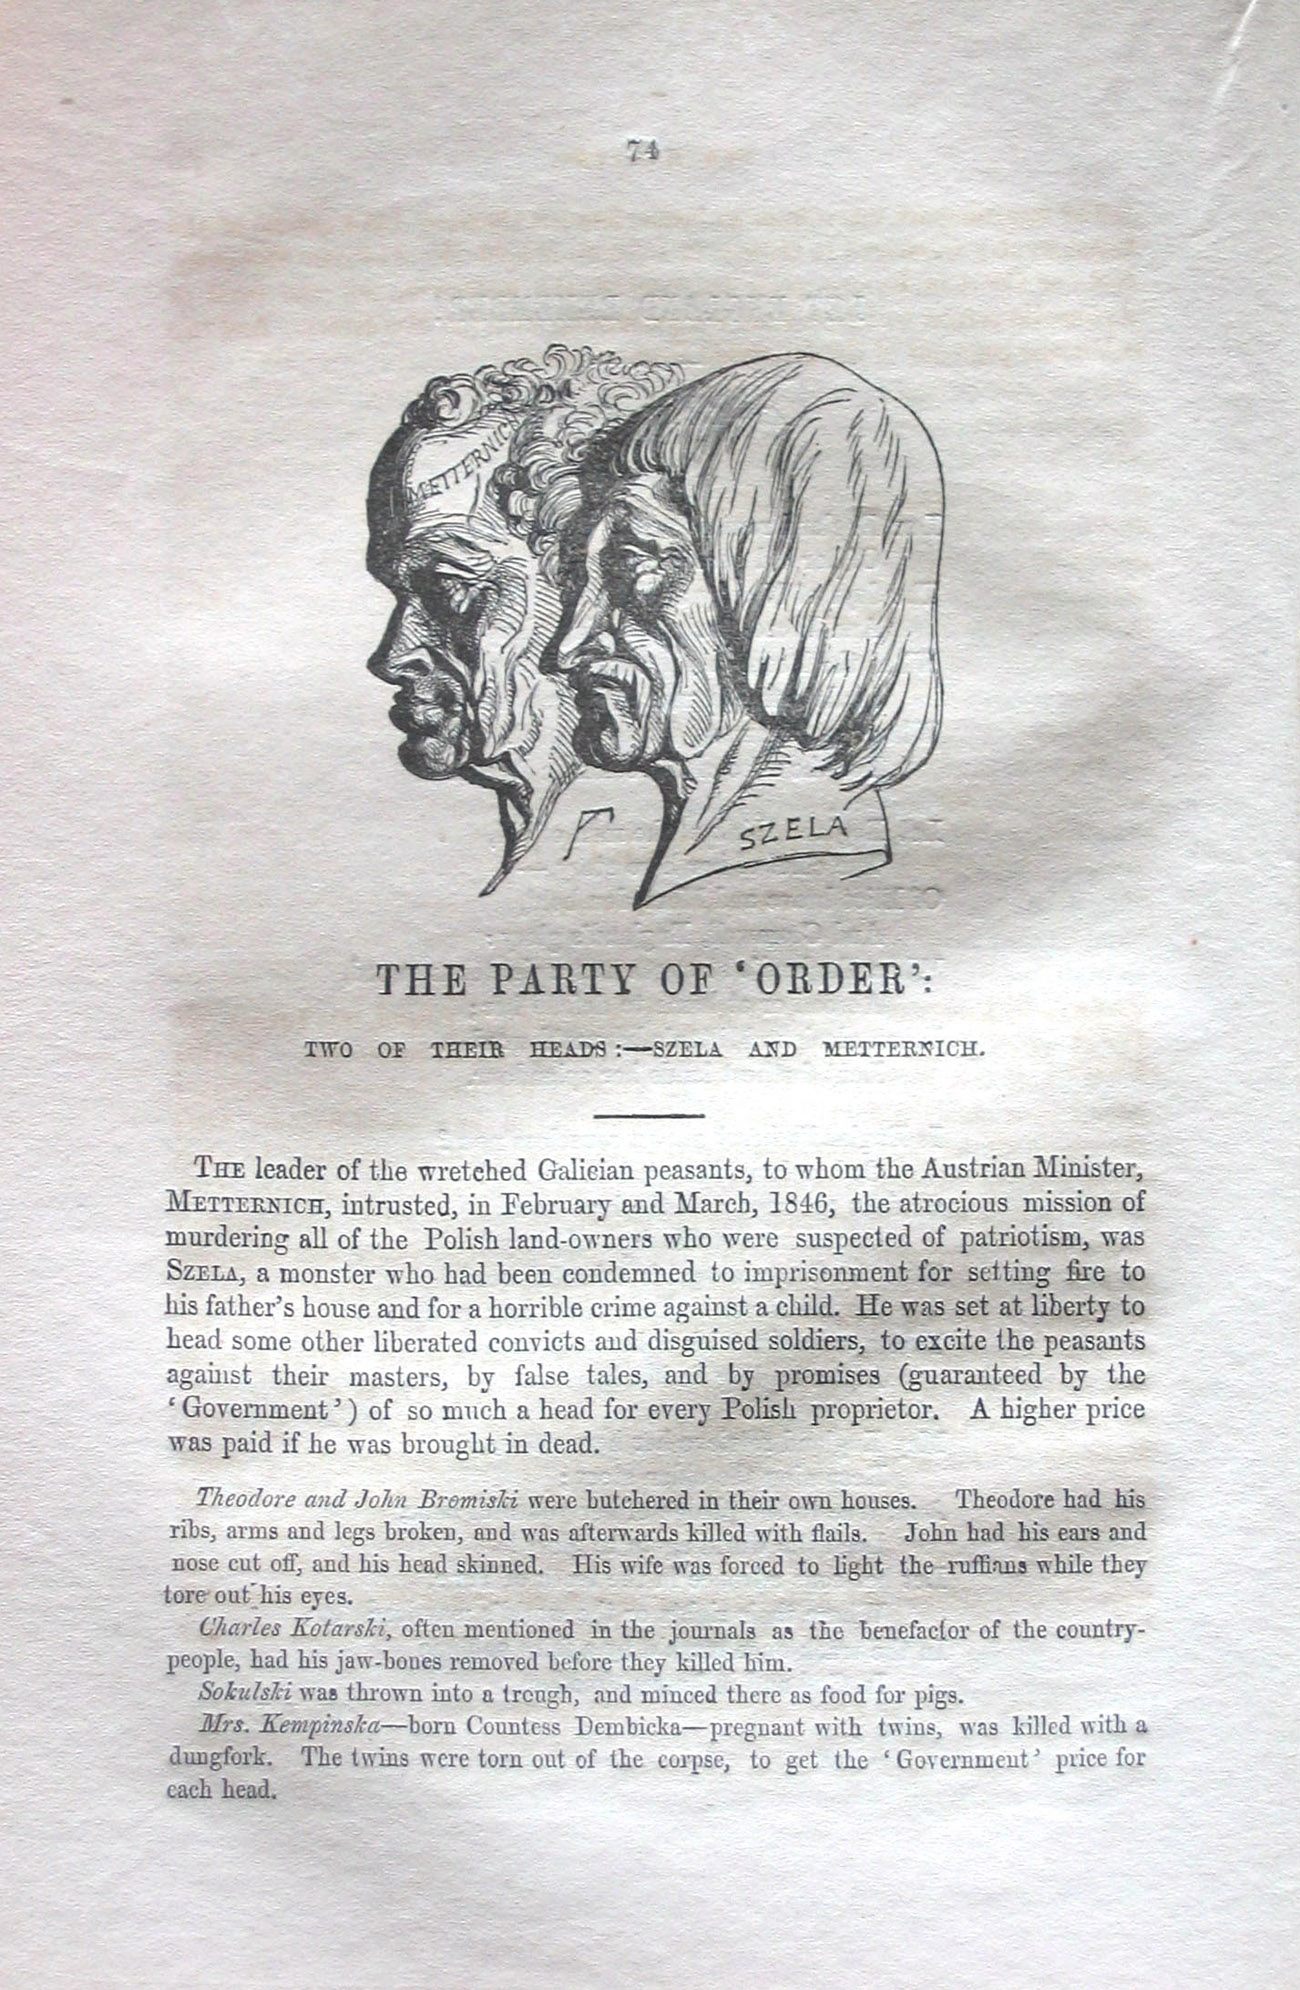 74
METTERNIC
SZELA
THE PARTY OF ‘ORDER’:
TWO OF THEIR HEADS:—SZELA AND METTERNICH.
THE leader of the wretched Galician peasants, to whom the Austrian Minister,
METTERNICH, intrusted, in February and March, 1846, the atrocious mission of
murdering all of the Polish land-owners who were suspected of patriotism, was
SZELA, a monster who had been condemned to imprisonment for setting fire to
his father’s house and for a horrible crime against a child. He was set at liberty to
head some other liberated convicts and disguised soldiers, to excite the peasants
against their masters, by false tales, and by promises (guaranteed by the
‘Government’) of so much a head for every Polish proprietor. A higher price
was paid if he was brought in dead.
Theodore and John Bromiski were butchered in their own houses. Theodore had his
ribs, arms and legs broken, and was afterwards killed with flails. John had his ears and
nose cut off, and his head skinned. His wife was forced to light the ruffians while they
tore out his eyes.
Charles Kotarski, often mentioned in the journals as the benefactor of the country-
people, had his jaw-bones removed before they killed him.
Sokulski was thrown into a trough, and minced there as food for pigs.
Mrs. Kempinska—born Countess Dembicka—pregnant with twins, was killed with a
dungfork. The twins were torn out of the corpse, to get the ‘Government’ price for
each head.